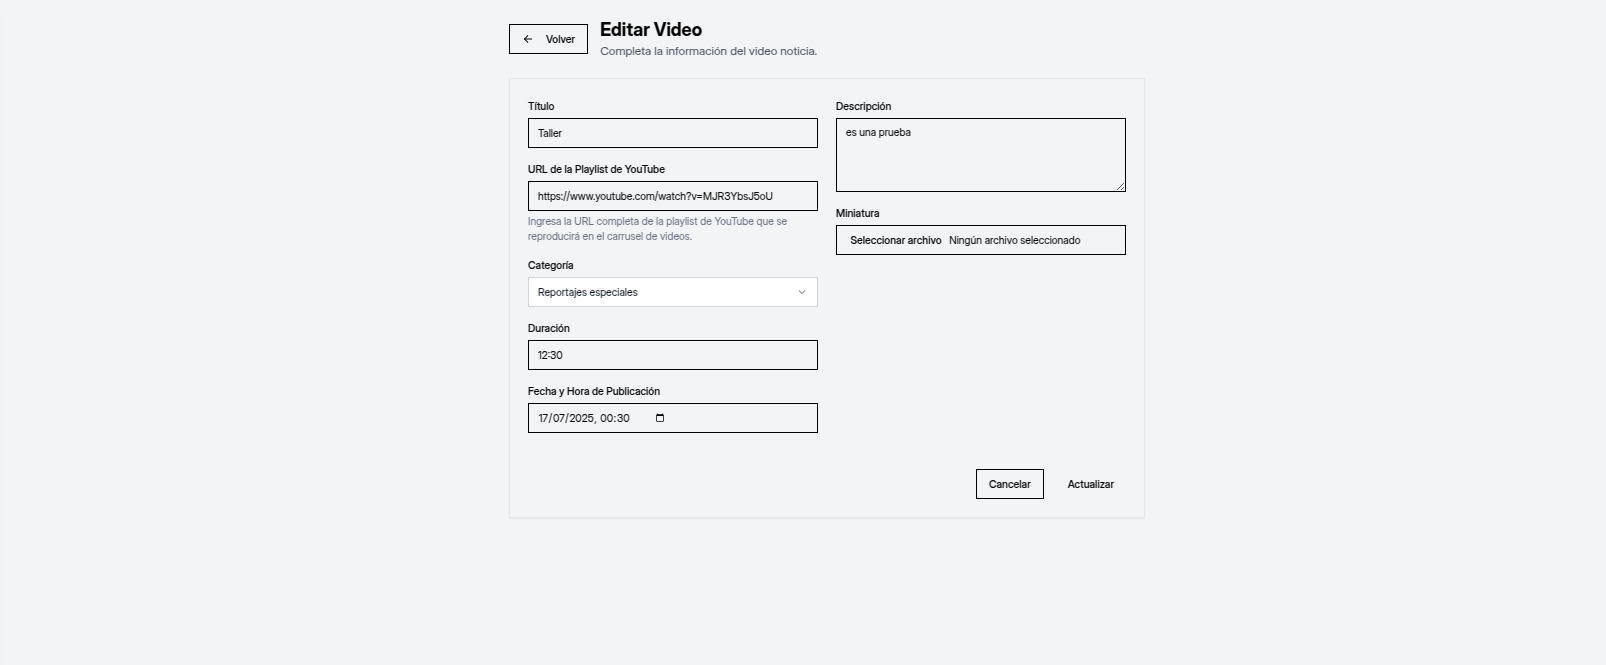 Volver
Editar Video
Completa la información del video noticia.
Título
Taller
URL de la Playlist de YouTube
https://www.youtube.com/watch?v=MJR3YbsJ5oU
Ingresa la URL completa de la playlist de YouTube que se
reproducirá en el carrusel de videos.
Categoría
Reportajes especiales
Duración
12:30
Fecha y Hora de Publicación
17/07/2025, 00:30
Descripción
es una prueba
Miniatura
Seleccionar archivo Ningún archivo seleccionado
Cancelar
Actualizar